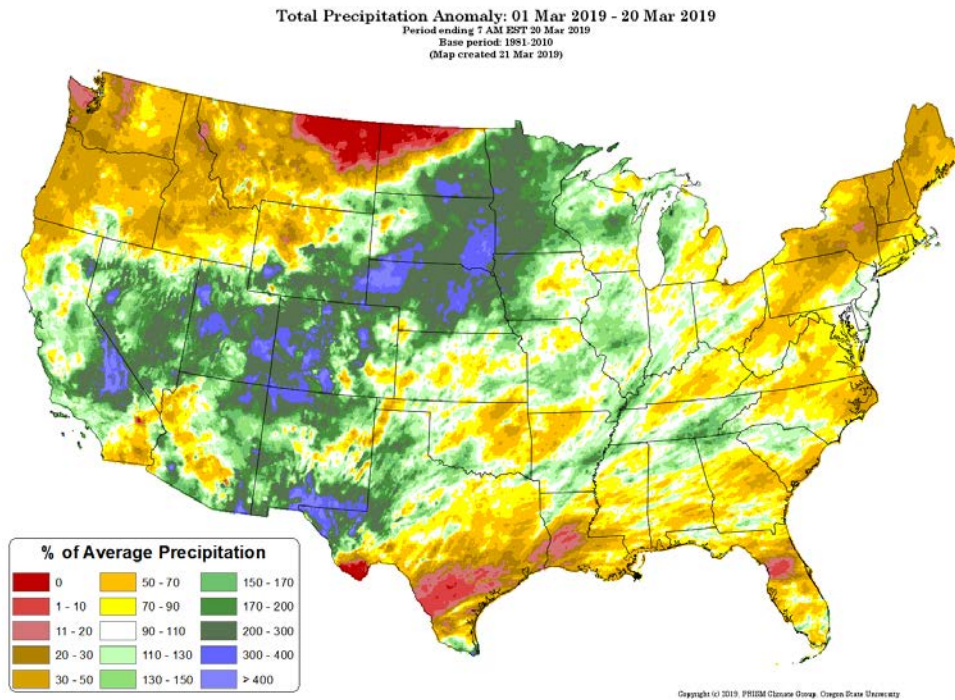 Total Precipitation Anomaly: 01 Mar 2019 - 20 Mar 2019
Period ending 7 AM EST 20 Mar 2019
Base period: 1981-2010
(Map created 21 Mar 2019)
% of Average Precipitation
0 50 - 70 150 - 170
1 - 10 70 - 90 170 - 200
11 - 20 90 - 110 200 - 300
20 - 30 110 - 130 300 - 400
30 - 50 130 - 150 > 400
Copyright (c) 2019, PRISM Climate Group, Oregon State University